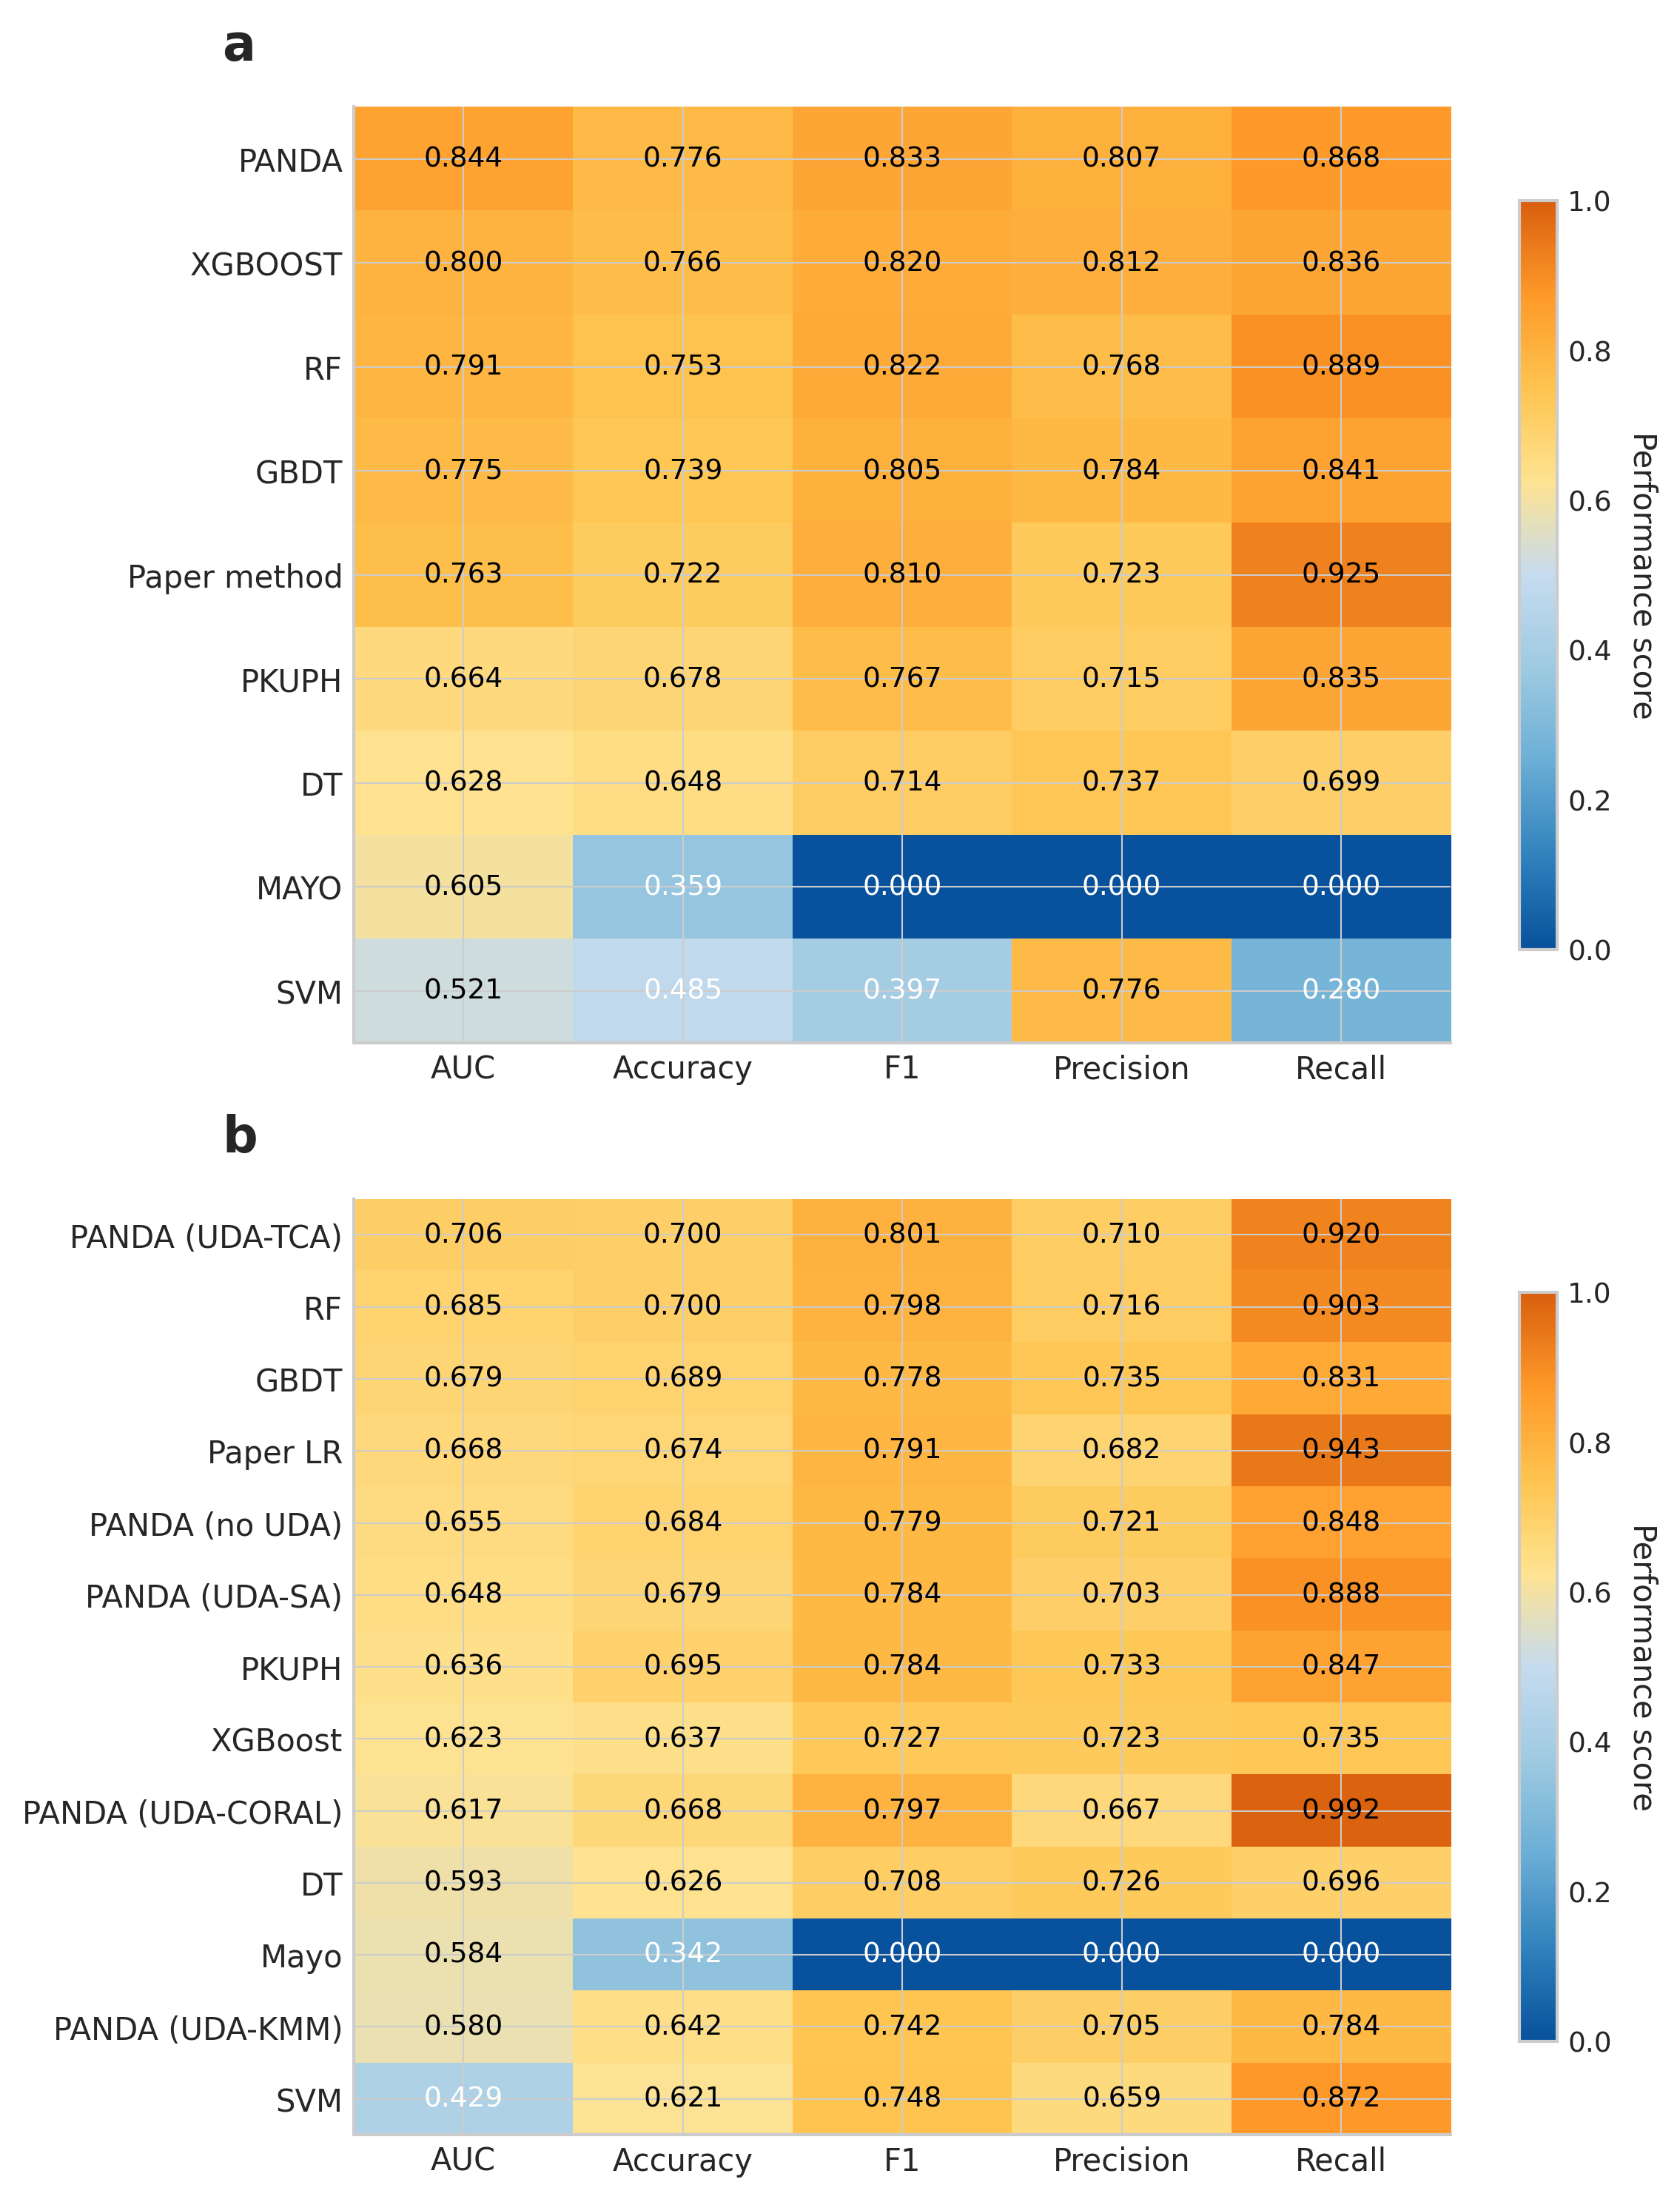 a
PANDA 0.844 0.776 0.833 0.807 0.868
XGBOOST 0.800 0.766 0.820 0.812 0.836
RF 0.791 0.753 0.822 0.768 0.889
GBDT 0.775 0.739 0.805 0.784 0.841
Paper method 0.763 0.722 0.810 0.723 0.925
PKUPH 0.664 0.678 0.767 0.715 0.835
DT 0.628 0.648 0.714 0.737 0.699
MAYO 0.605 0.359 0.000 0.000 0.000
SVM 0.521 0.485 0.397 0.776 0.280
AUC Accuracy F1 Precision Recall
1.0
0.8
0.6
0.4
0.2
0.0
Performance score
b
PANDA (UDA-TCA) 0.706 0.700 0.801 0.710 0.920
RF 0.685 0.700 0.798 0.716 0.903
GBDT 0.679 0.689 0.778 0.735 0.831
Paper LR 0.668 0.674 0.791 0.682 0.943
PANDA (no UDA) 0.655 0.684 0.779 0.721 0.848
PANDA (UDA-SA) 0.648 0.679 0.784 0.703 0.888
PKUPH 0.636 0.695 0.784 0.733 0.847
XGBoost 0.623 0.637 0.727 0.723 0.735
PANDA (UDA-CORAL) 0.617 0.668 0.797 0.667 0.992
DT 0.593 0.626 0.708 0.726 0.696
Mayo 0.584 0.342 0.000 0.000 0.000
PANDA (UDA-KMM) 0.580 0.642 0.742 0.705 0.784
SVM 0.429 0.621 0.748 0.659 0.872
AUC Accuracy F1 Precision Recall
1.0
0.8
0.6
0.4
0.2
0.0
Performance score